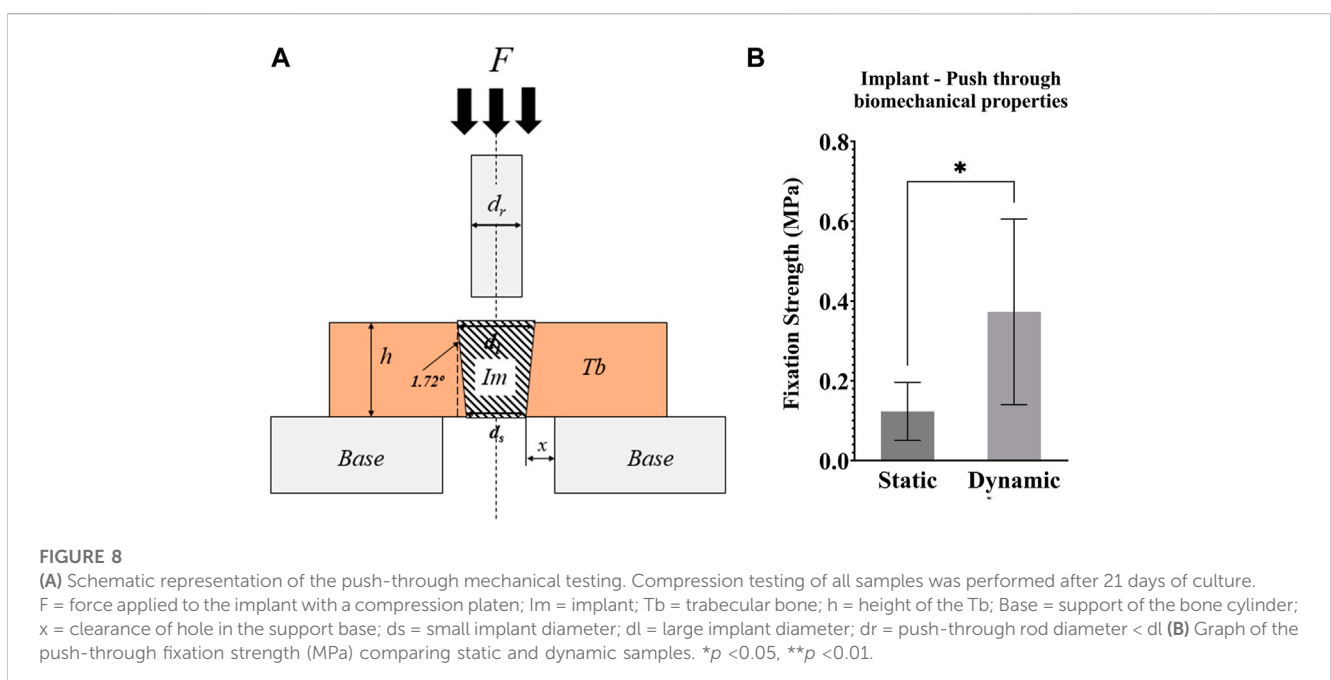 A
F
d_r
h
1.72°
d_l
Im
Tb
d_s
x
Base
Base
B
Implant - Push through
biomechanical properties
Fixation Strength (MPa)
0.8
0.6
0.4
0.2
0.0
*
Static
Dynamic
FIGURE 8
(A) Schematic representation of the push-through mechanical testing. Compression testing of all samples was performed after 21 days of culture.
F = force applied to the implant with a compression platen; Im = implant; Tb = trabecular bone; h = height of the Tb; Base = support of the bone cylinder;
x = clearance of hole in the support base; ds = small implant diameter; dl = large implant diameter; dr = push-through rod diameter < dl (B) Graph of the
push-through fixation strength (MPa) comparing static and dynamic samples. *p <0.05, **p <0.01.